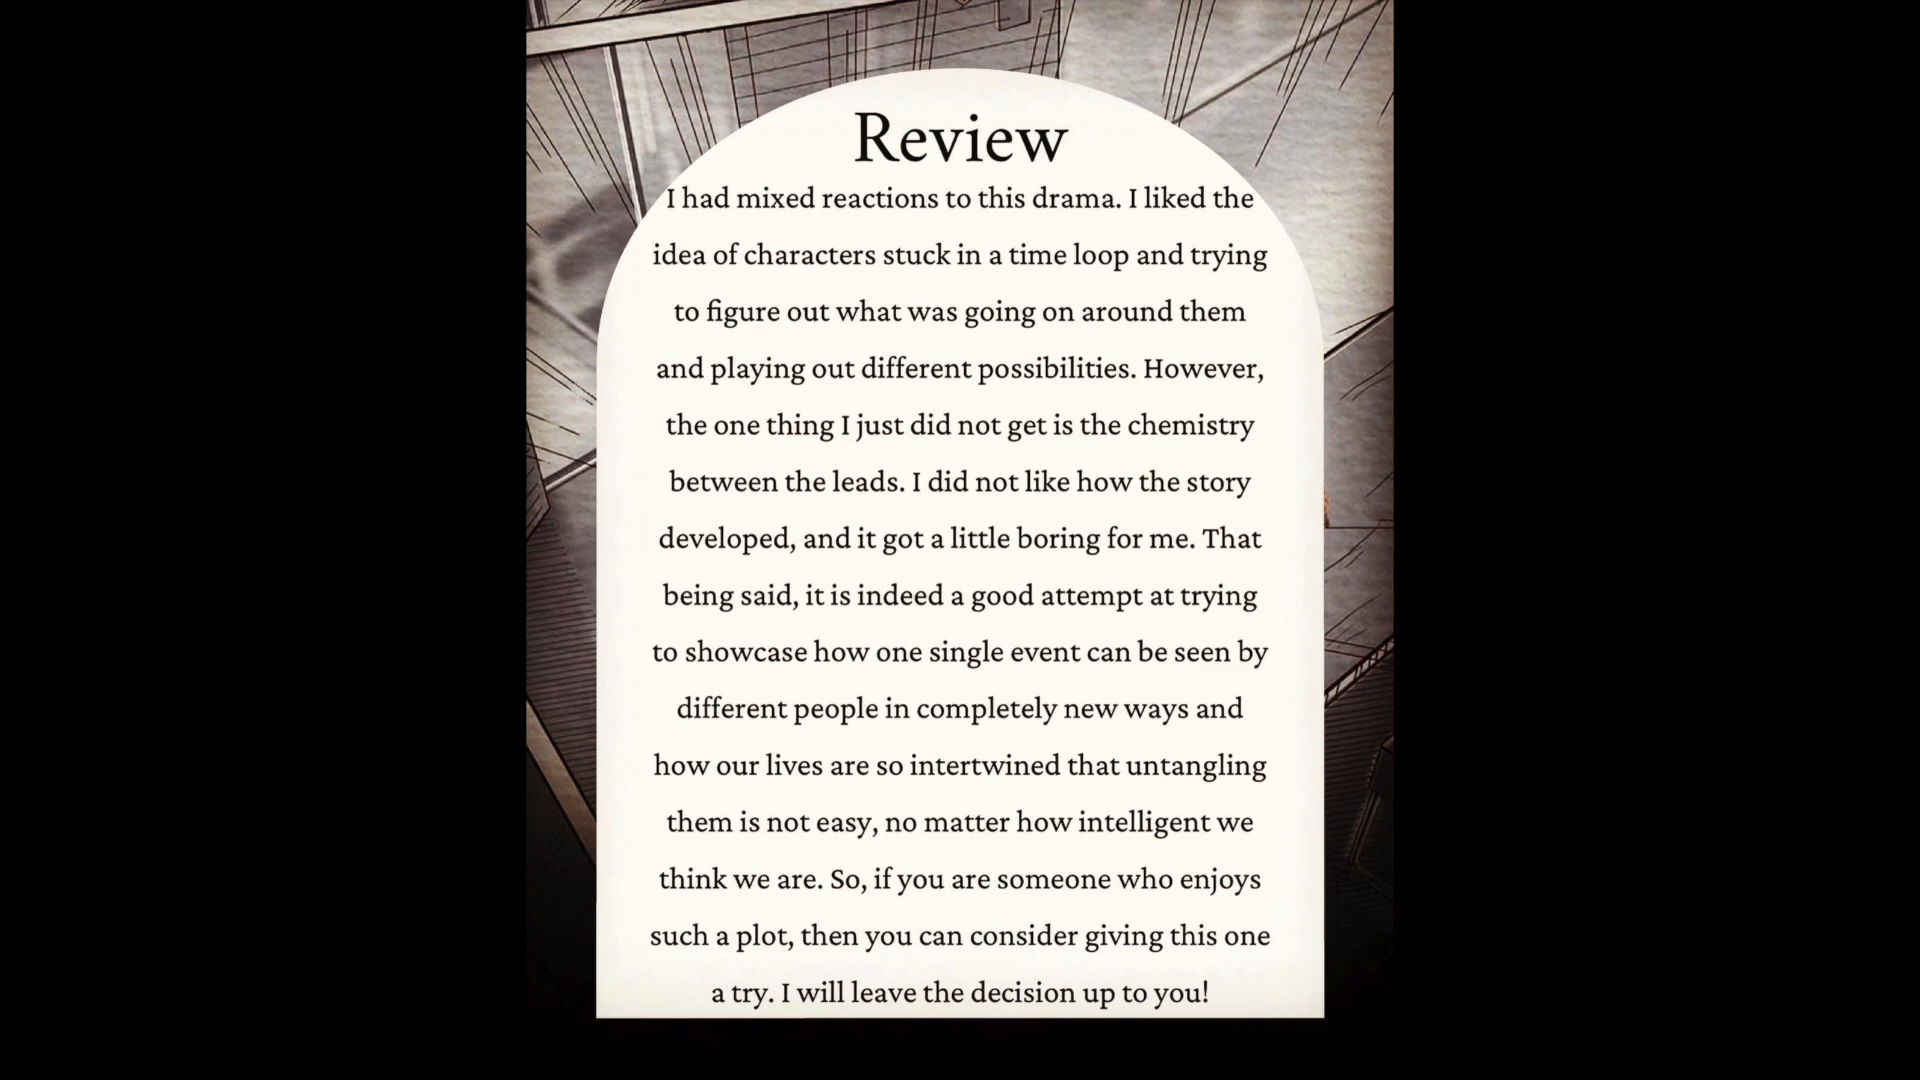 Review
I had mixed reactions to this drama. I liked the
idea of characters stuck in a time loop and trying
to figure out what was going on around them
and playing out different possibilities. However,
the one thing I just did not get is the chemistry
between the leads. I did not like how the story
developed, and it got a little boring for me. That
being said, it is indeed a good attempt at trying
to showcase how one single event can be seen by
different people in completely new ways and
how our lives are so intertwined that untangling
them is not easy, no matter how intelligent we
think we are. So, if you are someone who enjoys
such a plot, then you can consider giving this one
a try. I will leave the decision up to you!